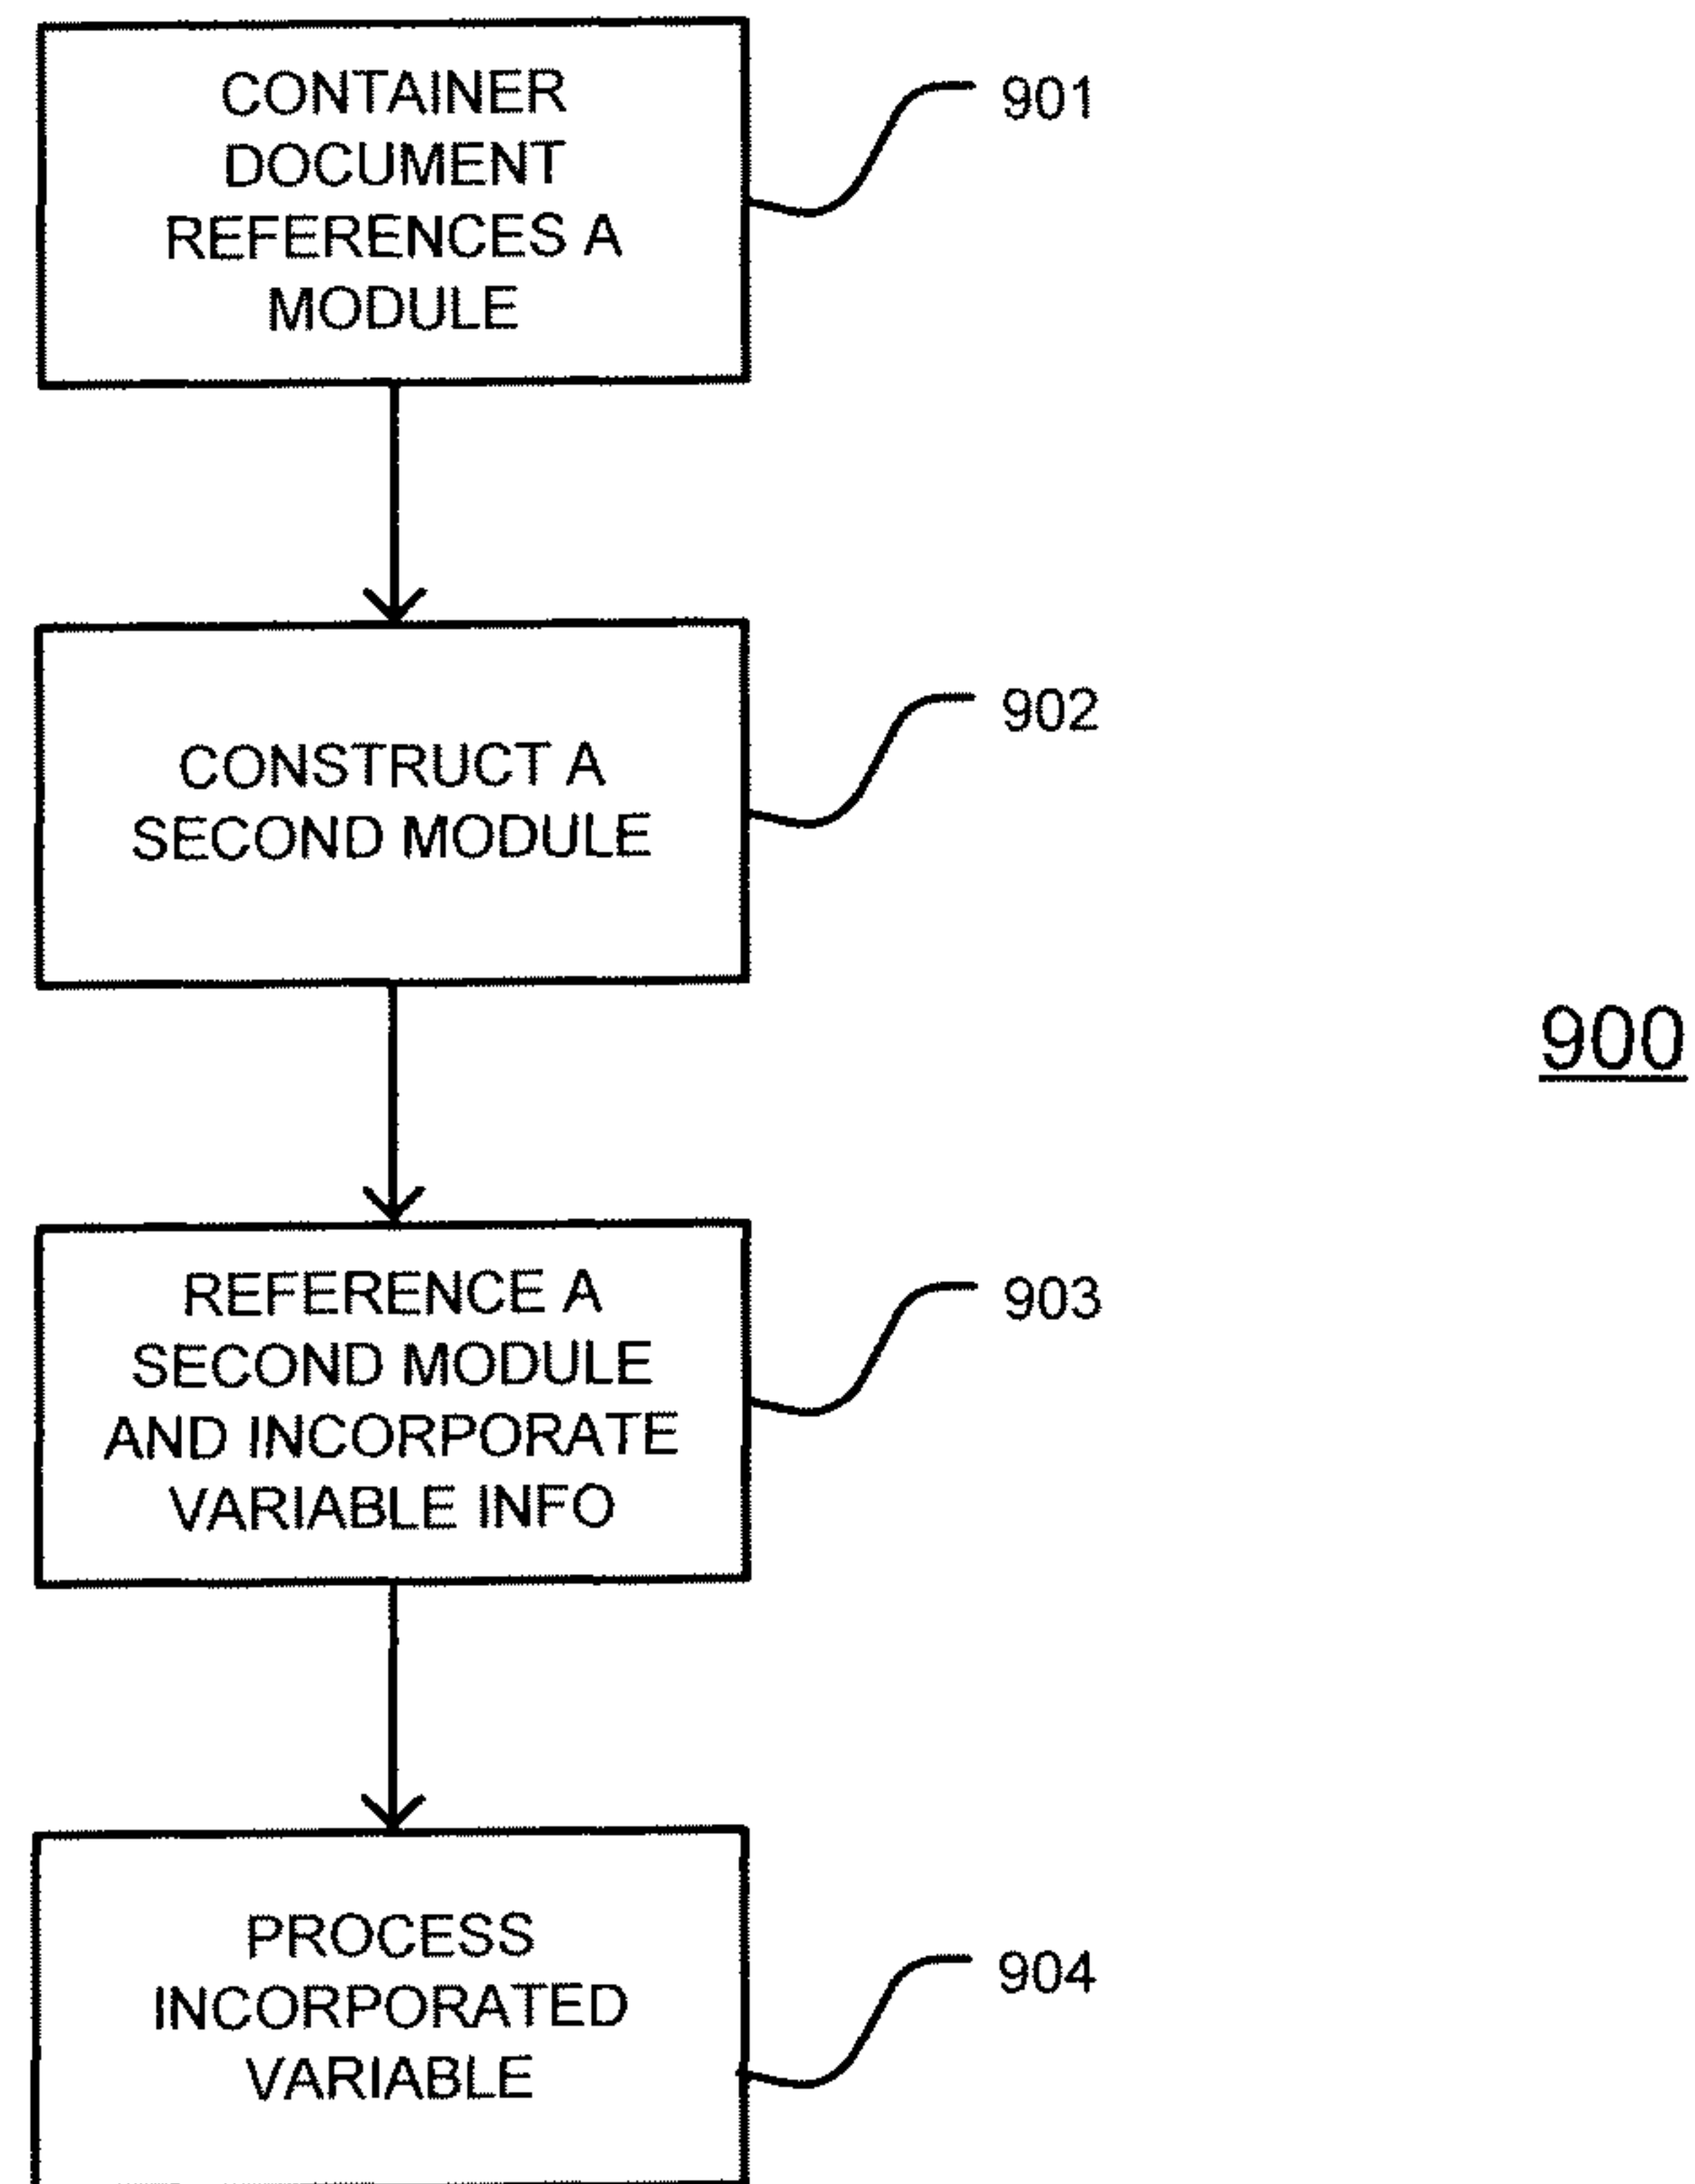 CONTAINER
DOCUMENT
REFERENCES A
MODULE
901
CONSTRUCT A
SECOND MODULE
902
900
REFERENCE A
SECOND MODULE
AND INCORPORATE
VARIABLE INFO
903
PROCESS
INCORPORATED
VARIABLE
904